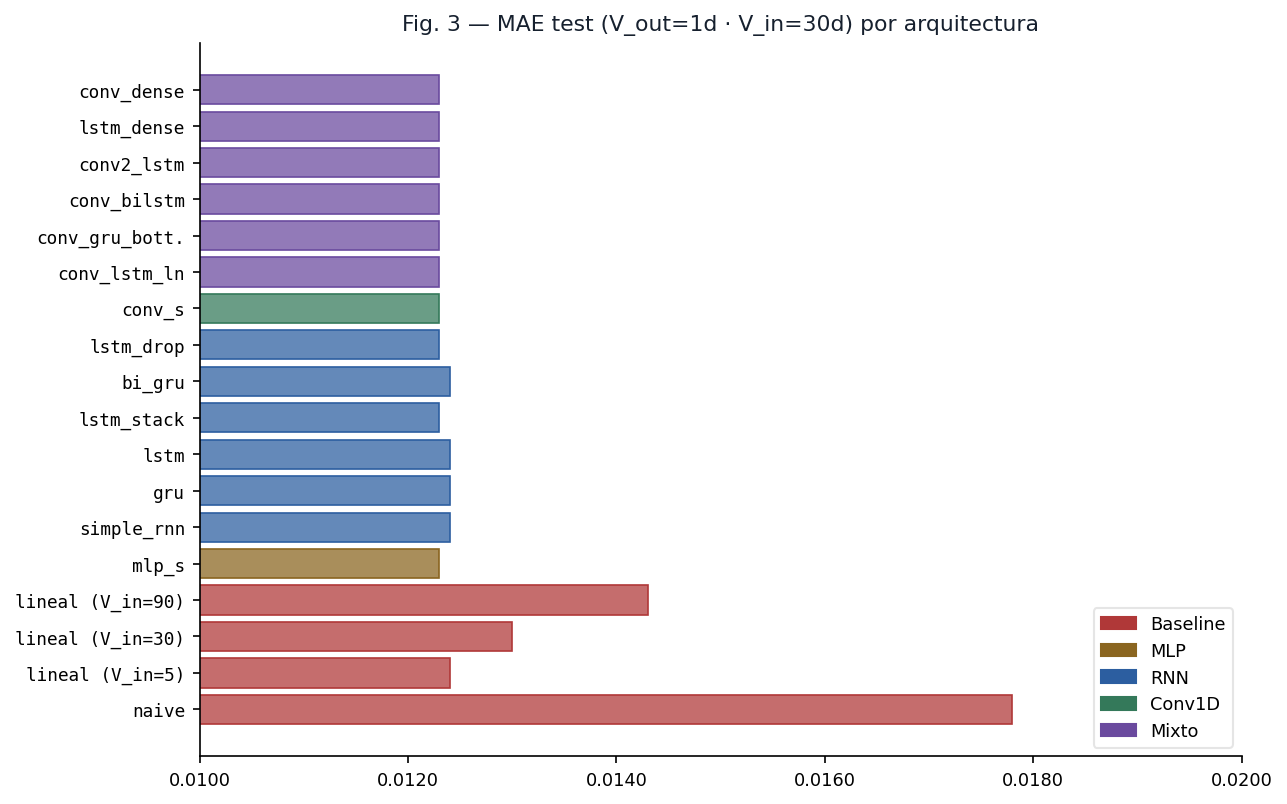 Fig. 3 — MAE test (V_out=1d · V_in=30d) por arquitectura
conv_dense
lstm_dense
conv2_lstm
conv_bilstm
conv_gru_bott.
conv_lstm_ln
conv_s
lstm_drop
bi_gru
lstm_stack
lstm
gru
simple_rnn
mlp_s
lineal (V_in=90)
lineal (V_in=30)
lineal (V_in=5)
naive
Baseline
MLP
RNN
Conv1D
Mixto
0.0100 0.0120 0.0140 0.0160 0.0180 0.0200